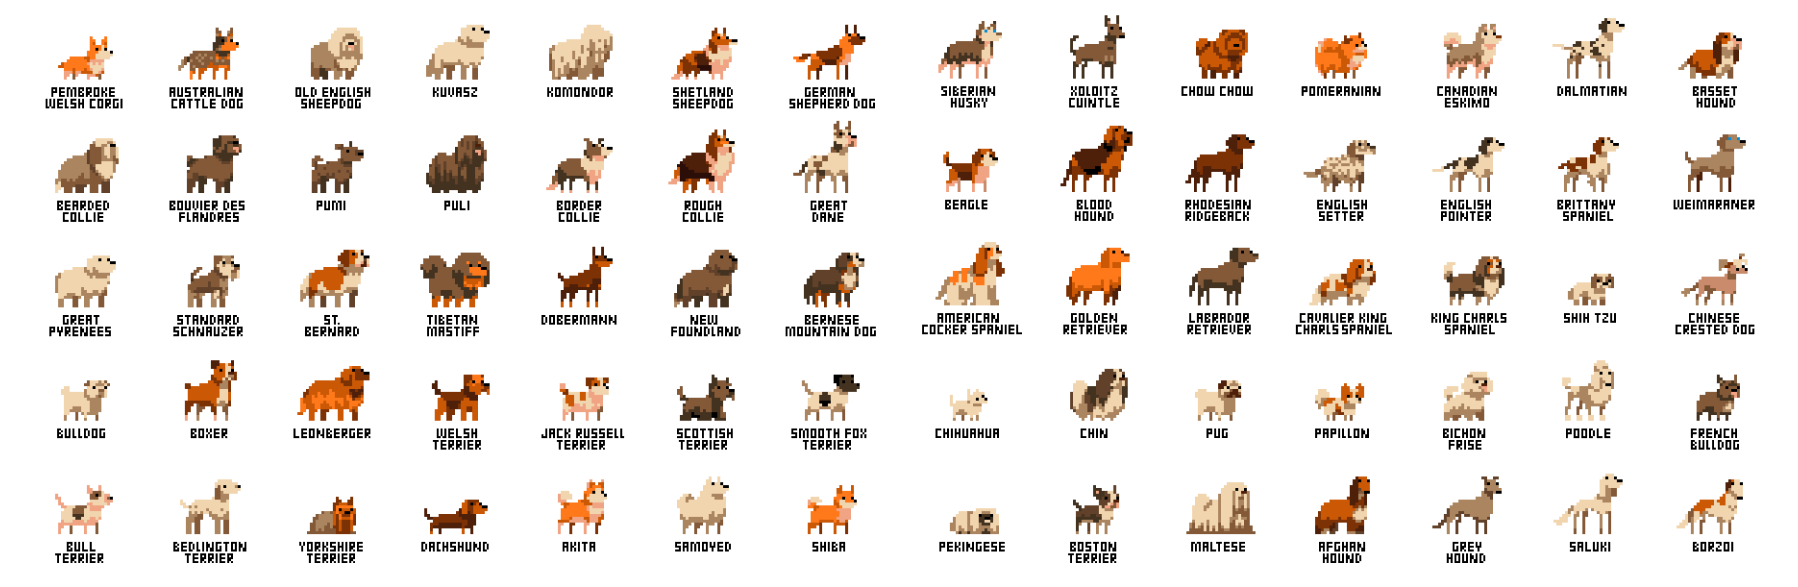 PEMBROKE WELSH CORGI
AUSTRALIAN CATTLE DOG
OLD ENGLISH SHEEPDOG
KUVASZ
KOMONDOR
SHETLAND SHEEPDOG
GERMAN SHEPHERD DOG
SIBERIAN HUSKY
XOLOITZ CUINTLE
CHOW CHOW
POMERANIAN
CANADIAN ESKIMO
DALMATIAN
BASSET HOUND
BEARDED COLLIE
BOUVIER DES FLANDRES
PUMI
PULI
BORDER COLLIE
ROUGH COLLIE
GREAT DANE
BEAGLE
BLOOD HOUND
RHODESIAN RIDGEBACK
ENGLISH SETTER
ENGLISH POINTER
BRITTANY SPANIEL
WEIMARANER
GREAT PYRENEES
STANDARD SCHNAUZER
ST. BERNARD
TIBETAN MASTIFF
DOBERMANN
NEW FOUNDLAND
BERNESE MOUNTAIN DOG
AMERICAN COCKER SPANIEL
GOLDEN RETRIEVER
LABRADOR RETRIEVER
CAVALIER KING CHARLS SPANIEL
KING CHARLS SPANIEL
SHIH TZU
CHINESE CRESTED DOG
BULLDOG
BOXER
LEONBERGER
WELSH TERRIER
JACK RUSSELL TERRIER
SCOTTISH TERRIER
SMOOTH FOX TERRIER
CHIHUAHUA
CHIN
PUG
PAPILLON
BICHON FRISE
POODLE
FRENCH BULLDOG
BULL TERRIER
BEDLINGTON TERRIER
YORKSHIRE TERRIER
DACHSHUND
AKITA
SAMOYED
SHIBA
PEKINGESE
BOSTON TERRIER
MALTESE
AFGHAN HOUND
GREY HOUND
SALUKI
BORZOI